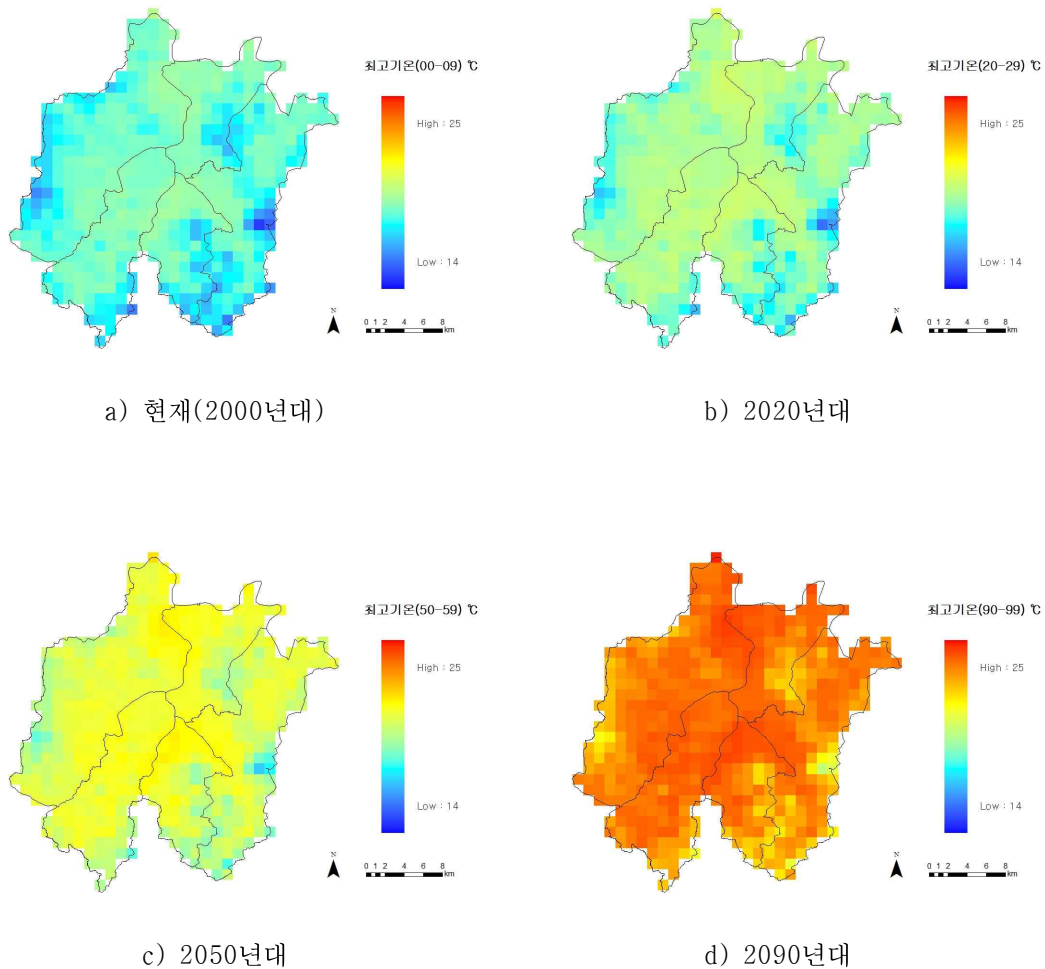 최고기온(00-09) ℃
High : 25
Low : 14
N
0 1 2 4 6 8
km
a) 현재(2000년대)
최고기온(20-29) ℃
High : 25
Low : 14
N
0 1 2 4 6 8
km
b) 2020년대
최고기온(50-59) ℃
High : 25
Low : 14
N
0 1 2 4 6 8
km
c) 2050년대
최고기온(90-99) ℃
High : 25
Low : 14
N
0 1 2 4 6 8
km
d) 2090년대